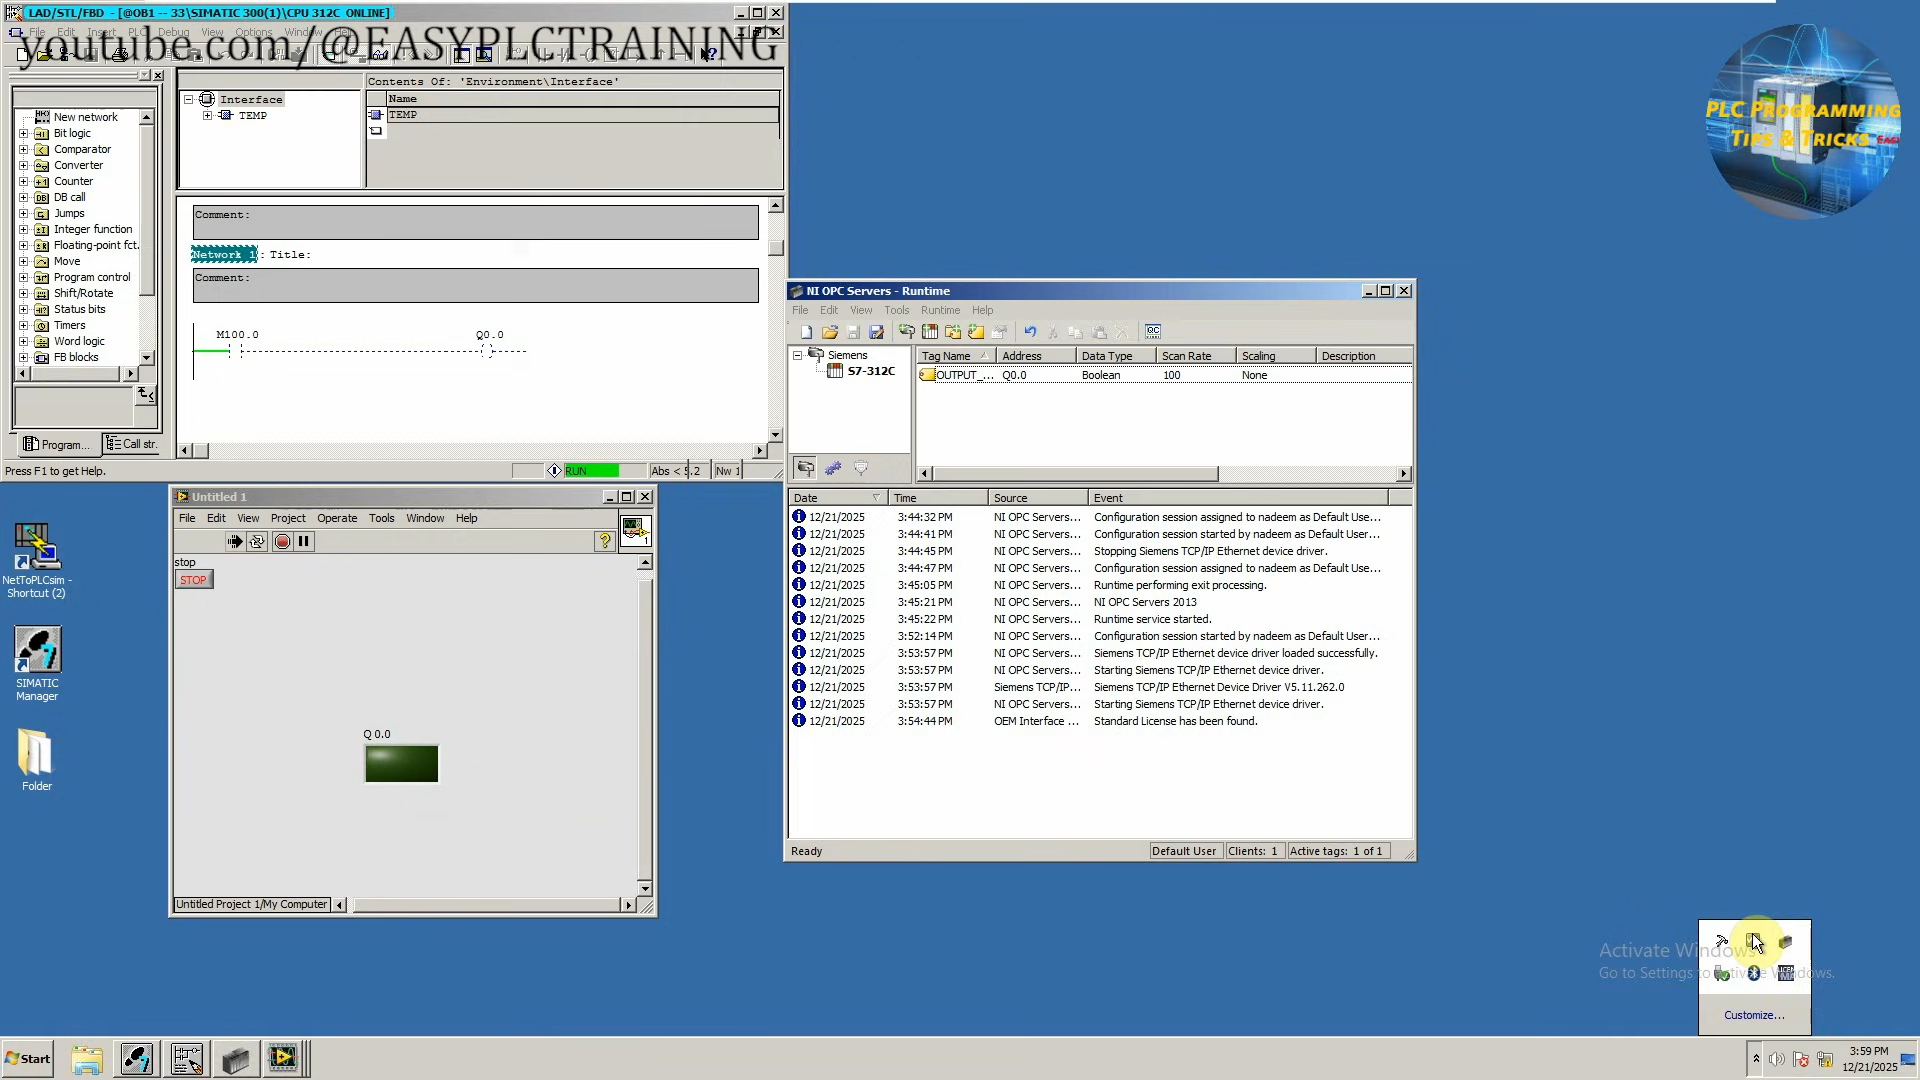 LAD/STL/FBD - [@OB1 -- 33\SIMATIC 300(1)\CPU 312C ONLINE]
File Edit Insert PLC Debug View Options Window Help
youtube.com/@EASYPLCTRAINING
PLC PROGRAMMING
TIPS & TRICKS EASY
Contents Of: 'Environment\Interface'
Interface
TEMP
Name
TEMP
New network
Bit logic
Comparator
Converter
Counter
DB call
Jumps
Integer function
Floating-point fct.
Move
Program control
Shift/Rotate
Status bits
Timers
Word logic
FB blocks
Program...
Call str.
Comment:
Network 1: Title:
Comment:
M100.0
Q0.0
Press F1 to get Help.
RUN
Abs < 5.2
Nw 1
NI OPC Servers - Runtime
File Edit View Tools Runtime Help
QC
Siemens
S7-312C
Tag Name Address Data Type Scan Rate Scaling Description
OUTPUT_... Q0.0 Boolean 100 None
Date Time Source Event
12/21/2025 3:44:32 PM NI OPC Servers... Configuration session assigned to nadeem as Default Use...
12/21/2025 3:44:41 PM NI OPC Servers... Configuration session started by nadeem as Default User...
12/21/2025 3:44:45 PM NI OPC Servers... Stopping Siemens TCP/IP Ethernet device driver.
12/21/2025 3:44:47 PM NI OPC Servers... Configuration session assigned to nadeem as Default Use...
12/21/2025 3:45:05 PM NI OPC Servers... Runtime performing exit processing.
12/21/2025 3:45:21 PM NI OPC Servers... NI OPC Servers 2013
12/21/2025 3:45:22 PM NI OPC Servers... Runtime service started.
12/21/2025 3:52:14 PM NI OPC Servers... Configuration session started by nadeem as Default User...
12/21/2025 3:53:57 PM NI OPC Servers... Siemens TCP/IP Ethernet device driver loaded successfully.
12/21/2025 3:53:57 PM NI OPC Servers... Starting Siemens TCP/IP Ethernet device driver.
12/21/2025 3:53:57 PM Siemens TCP/IP... Siemens TCP/IP Ethernet Device Driver V5.11.262.0
12/21/2025 3:53:57 PM NI OPC Servers... Starting Siemens TCP/IP Ethernet device driver.
12/21/2025 3:54:44 PM OEM Interface ... Standard License has been found.
Ready
Default User
Clients: 1
Active tags: 1 of 1
Untitled 1
File Edit View Project Operate Tools Window Help
1
stop
STOP
Q 0.0
Untitled Project 1/My Computer
NetToPLCsim -
Shortcut (2)
SIMATIC
Manager
Folder
Activate Windows
Go to Settings to activate Windows.
Customize...
Start
3:59 PM
12/21/2025